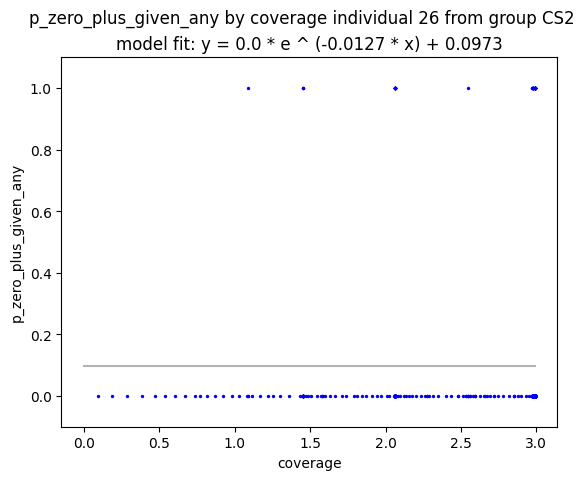 p_zero_plus_given_any by coverage individual 26 from group CS2
model fit: y = 0.0 * e ^ (-0.0127 * x) + 0.0973
1.0
0.8
0.6
0.4
0.2
0.0
p_zero_plus_given_any
0.0 0.5 1.0 1.5 2.0 2.5 3.0
coverage